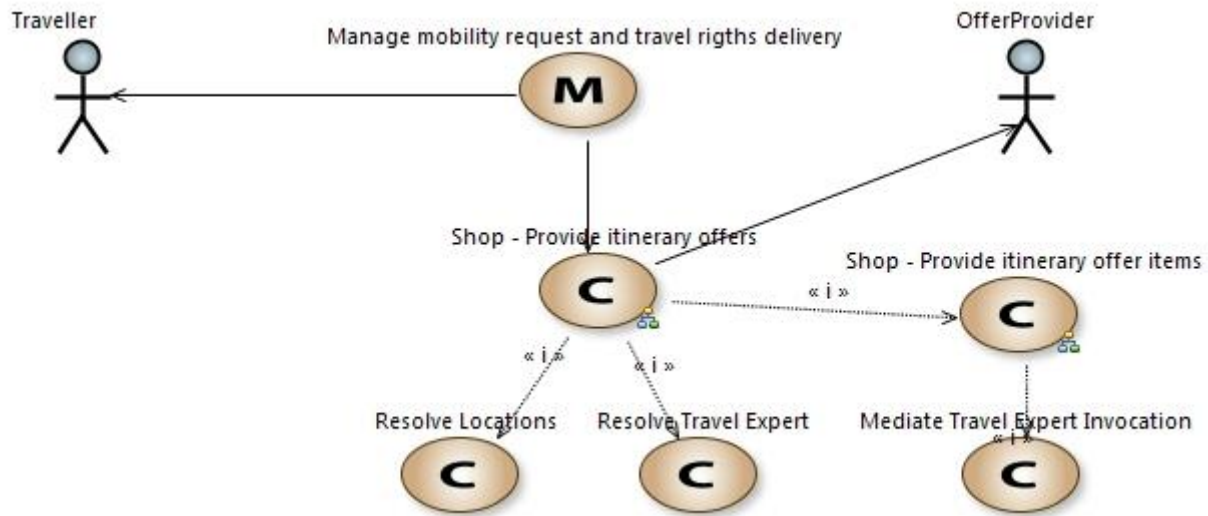 Traveller
OfferProvider
Manage mobility request and travel rigths delivery
M
Shop - Provide itinerary offers
C
Shop - Provide itinerary offer items
« i »
C
« i »
« i »
Resolve Locations
Resolve Travel Expert
Mediate Travel Expert Invocation
« i »
C
C
C